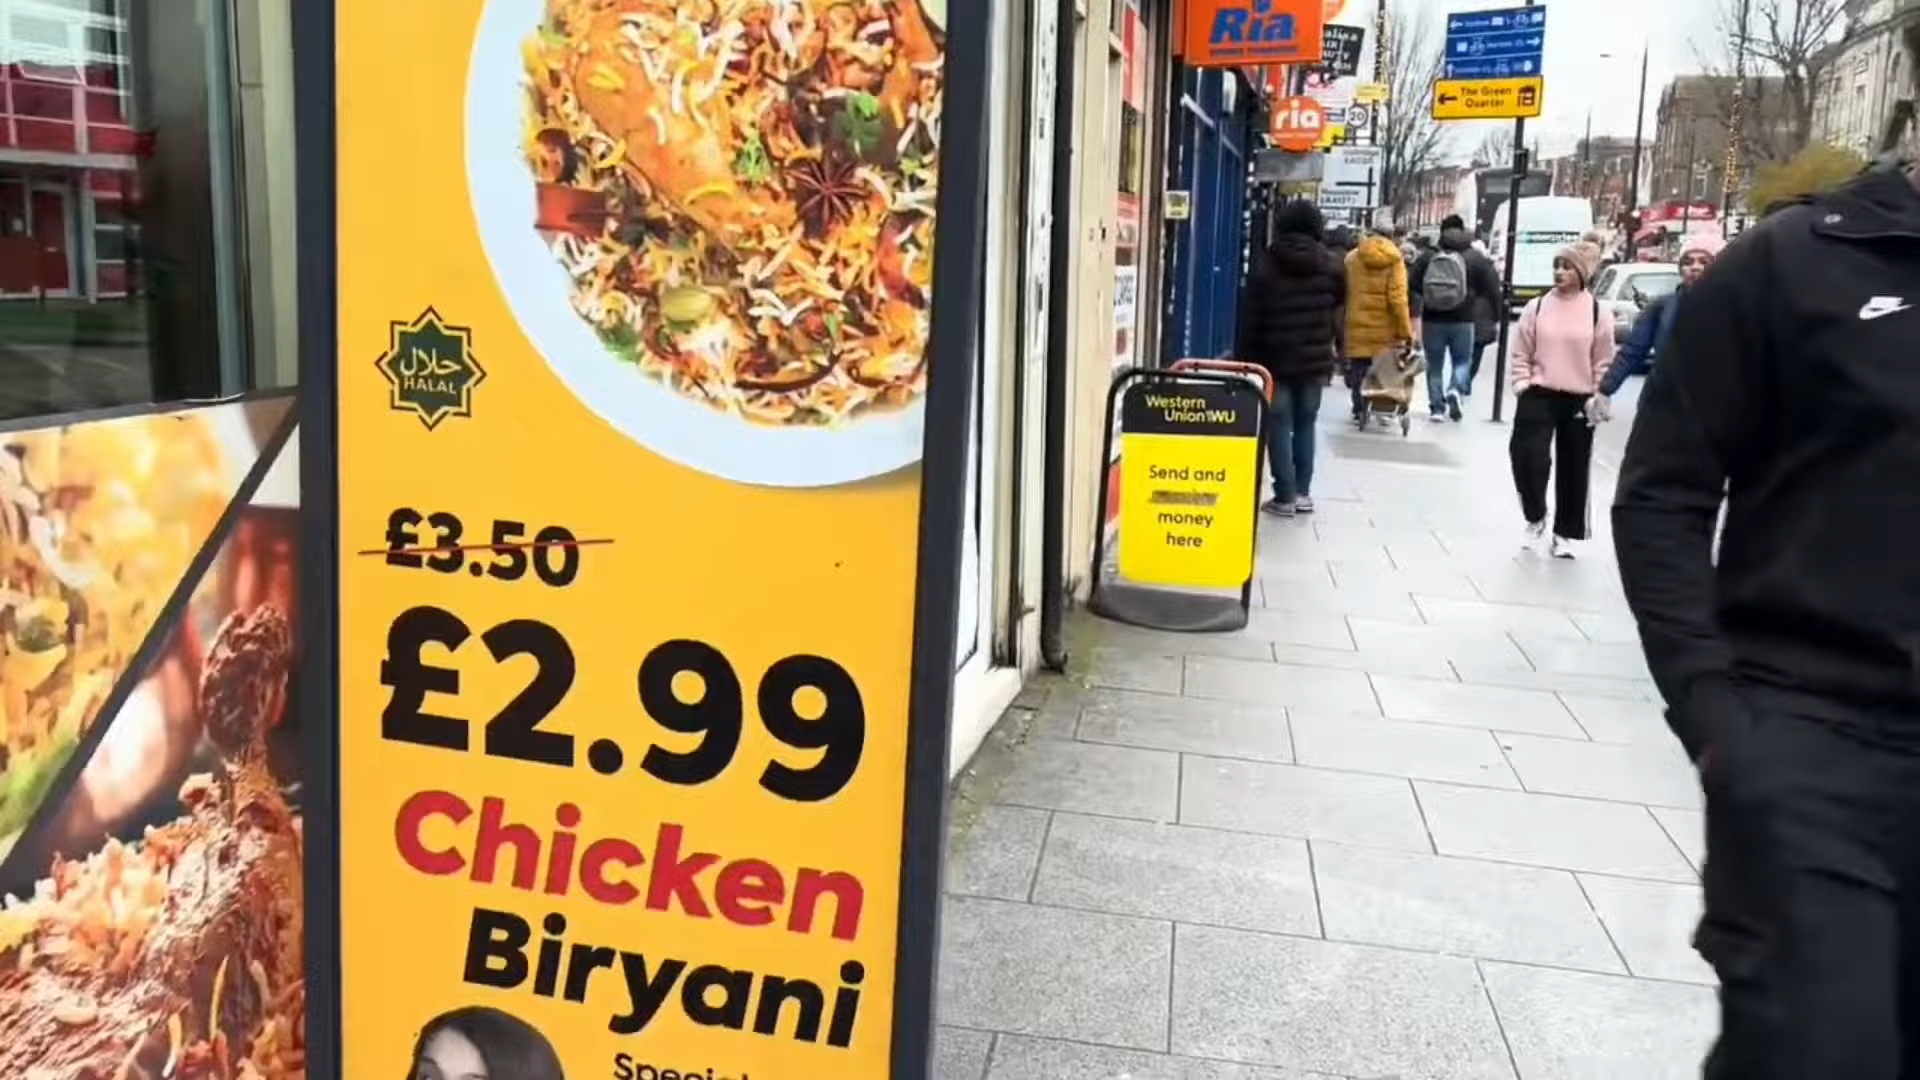 حلال
HALAL
£3.50
£2.99
Chicken
Biryani
Special
Western
Union WU
Send and
money
here
Ria
ria
20
The Green
Quarter